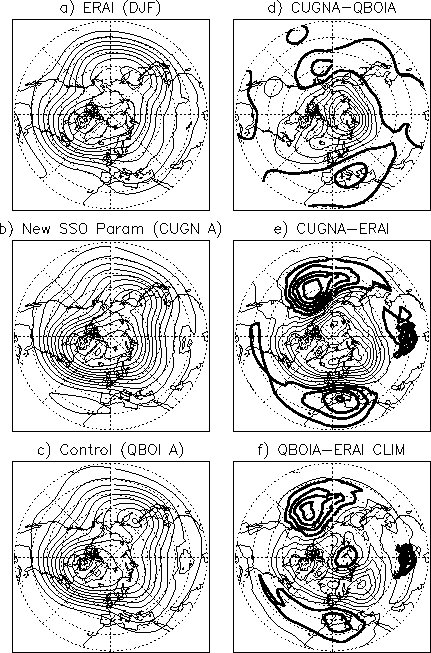 a) ERAI (DJF)
d) CUGNA−QBOIA
b) New SSO Param (CUGN A)
e) CUGNA−ERAI
c) Control (QBOI A)
f) QBOIA−ERAI CLIM